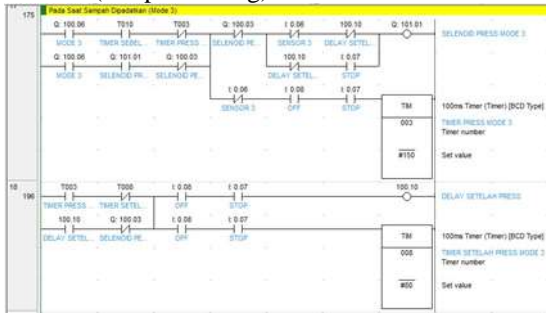 Pada Saat Sampah Dipadatkan (Mode 3)
175
Q: 100.06 T010 T003 Q: 100.03 I: 0.06 100.10 Q: 101.01
MODE 3 TIMER SEBEL... TIMER PRESS ... SELENOID PE... SENSOR 3 DELAY SETEL... SELENOID PRESS MODE 3
Q: 100.06 Q: 101.01 Q: 100.03 100.10 I: 0.07
MODE 3 SELENOID PR... SELENOID PE... DELAY SETEL... STOP
I: 0.06 I: 0.08 I: 0.07
SENSOR 3 OFF STOP
TIM 100ms Timer (Timer) [BCD Type]
003 TIMER PRESS MODE 3
Timer number
#150 Set value
18
196
T003 T008 I: 0.08 I: 0.07 100.10
TIMER PRESS ... TIMER SETEL... OFF STOP DELAY SETELAH PRESS
100.10 Q: 100.03 I: 0.08 I: 0.07
DELAY SETEL... SELENOID PE... OFF STOP
TIM 100ms Timer (Timer) [BCD Type]
008 TIMER SETELAH PRESS MODE 3
Timer number
#80 Set value